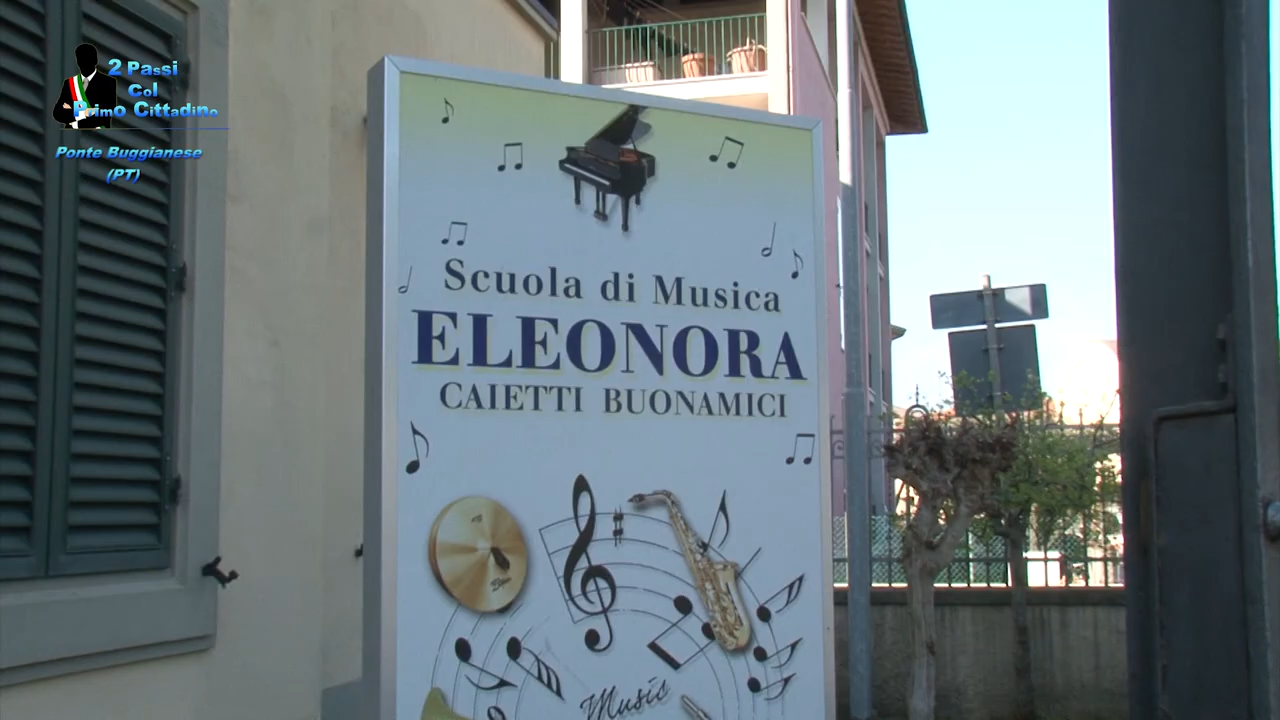 2 Passi
Col
Primo Cittadino
Ponte Buggianese
(PT)
Scuola di Musica
ELEONORA
CAIETTI BUONAMICI
Music